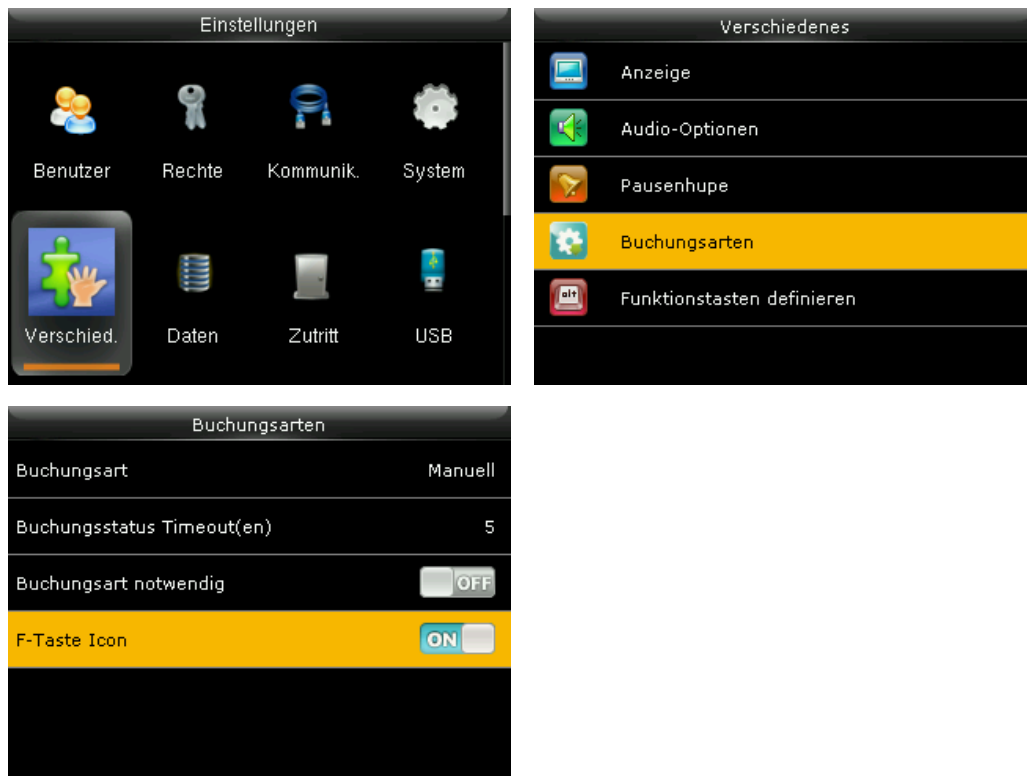 Einstellungen
Benutzer
Rechte
Kommunik.
System
Verschied.
Daten
Zutritt
USB
Verschiedenes
Anzeige
Audio-Optionen
Pausenhupe
Buchungsarten
alt
Funktionstasten definieren
Buchungsarten
Buchungsart Manuell
Buchungsstatus Timeout(en) 5
Buchungsart notwendig OFF
F-Taste Icon ON